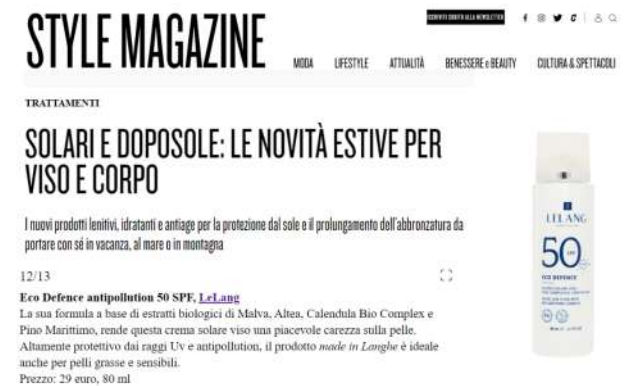 STYLE MAGAZINE
ISCRIVITI SUBITO ALLA NEWSLETTER
MODA LIFESTYLE ATTUALITÀ BENESSERE e BEAUTY CULTURA & SPETTACOLI
TRATTAMENTI
SOLARI E DOPOSOLE: LE NOVITÀ ESTIVE PER
VISO E CORPO
I nuovi prodotti lenitivi, idratanti e antiage per la protezione dal sole e il prolungamento dell'abbronzatura da
portare con sé in vacanza, al mare o in montagna
12/13
Eco Defence antipollution 50 SPF, LeLang
La sua formula a base di estratti biologici di Malva, Altea, Calendula Bio Complex e
Pino Marittimo, rende questa crema solare viso una piacevole carezza sulla pelle.
Altamente protettivo dai raggi Uv e antipollution, il prodotto made in Langhe è ideale
anche per pelli grasse e sensibili.
Prezzo: 29 euro, 80 ml
LELANG
50 SPF
ECO DEFENCE